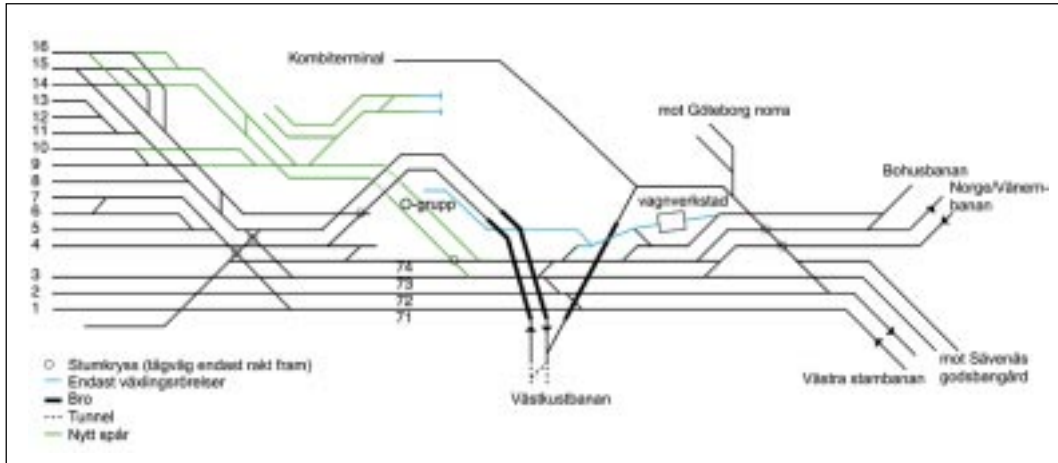 16
15
14
13
12
11
10
9
8
7
6
5
4
3
2
1
Kombiterminal
mot Göteborg norra
Bohusbanan
Norge/Vänern-
banan
vagnverkstad
O-grupp
74
73
72
71
mot Sävenäs
godsbangård
Västra stambanan
Västkustbanan
Stumkryss (tågväg endast rakt fram)
Endast växlingsrörelser
Bro
Tunnel
Nytt spår